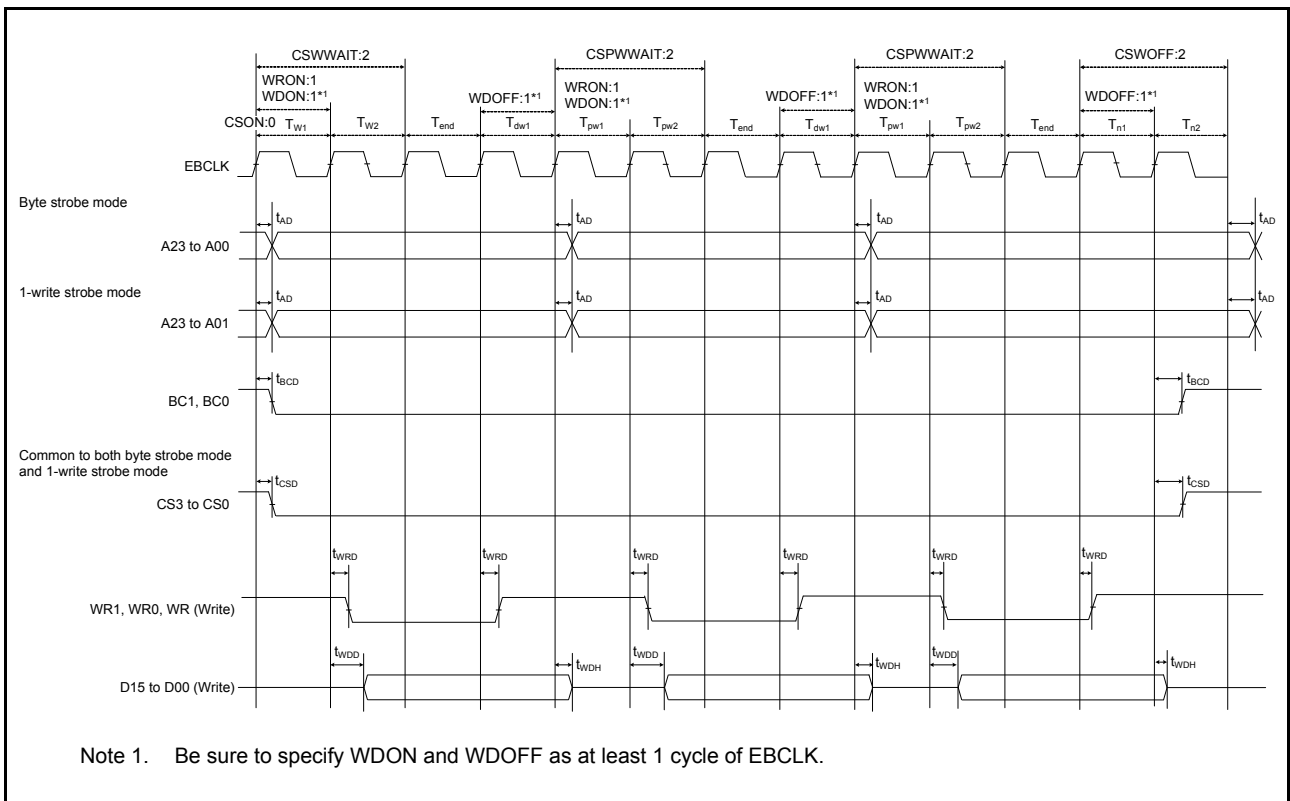 CSWWAIT:2 CSPWWAIT:2 CSPWWAIT:2 CSWOFF:2
WRON:1 WRON:1 WRON:1
WDON:1*1 WDOFF:1*1 WDON:1*1 WDOFF:1*1 WDON:1*1 WDOFF:1*1
CSON:0 TW1 TW2 Tend Tdw1 Tpw1 Tpw2 Tend Tdw1 Tpw1 Tpw2 Tend Tn1 Tn2
EBCLK
Byte strobe mode
tAD tAD tAD tAD
A23 to A00
1-write strobe mode
tAD tAD tAD tAD
A23 to A01
tBCD tBCD
BC1, BC0
Common to both byte strobe mode
and 1-write strobe mode
tCSD tCSD
CS3 to CS0
tWRD tWRD tWRD tWRD tWRD tWRD
WR1, WR0, WR (Write)
tWDD tWDH tWDD tWDH tWDD tWDH
D15 to D00 (Write)
Note 1. Be sure to specify WDON and WDOFF as at least 1 cycle of EBCLK.